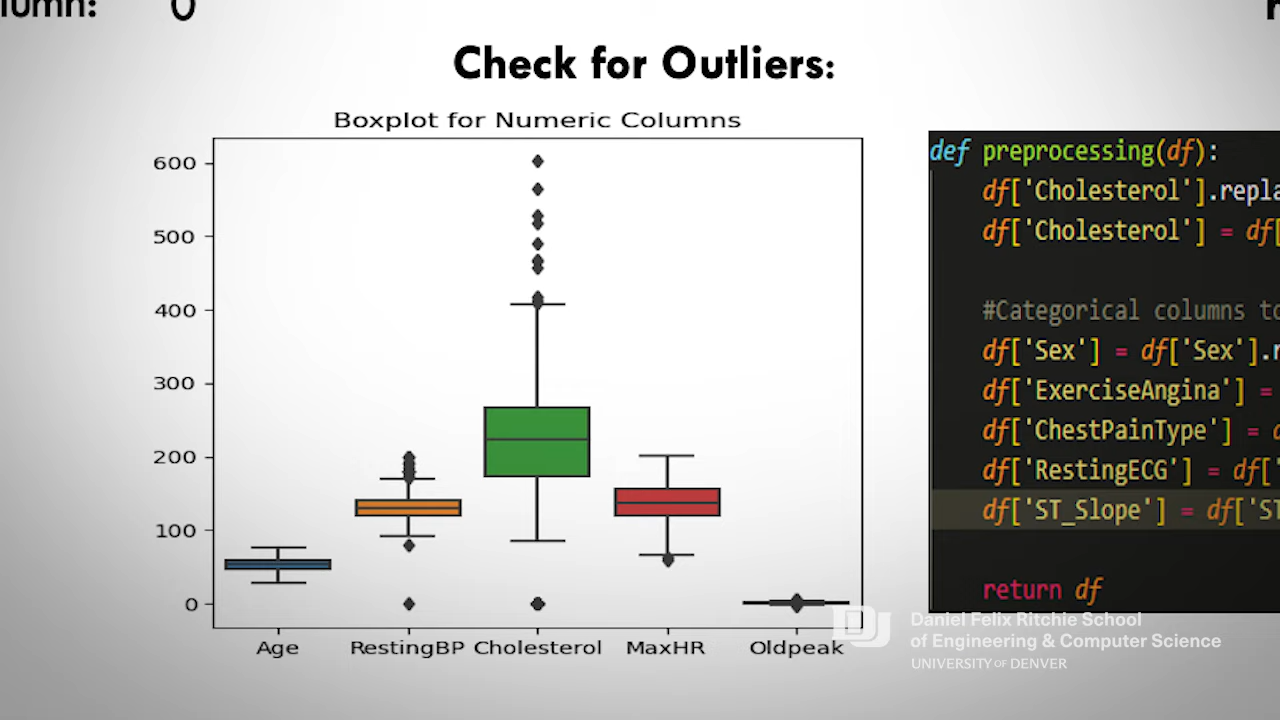 lumn: 0
Check for Outliers:
Boxplot for Numeric Columns
600
500
400
300
200
100
0
Age RestingBP Cholesterol MaxHR Oldpeak
def preprocessing(df):
df['Cholesterol'].repla
df['Cholesterol'] = df[
#Categorical columns to
df['Sex'] = df['Sex'].
df['ExerciseAngina'] =
df['ChestPainType'] =
df['RestingECG'] = df['
df['ST_Slope'] = df['ST
return df
DU
Daniel Felix Ritchie School
of Engineering & Computer Science
UNIVERSITY OF DENVER